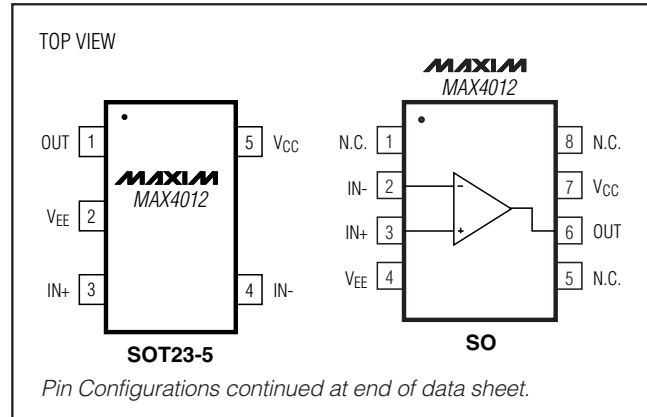 TOP VIEW
MAXIM
MAX4012
OUT 1
5 VCC
MAXIM
MAX4012
VEE 2
IN+ 3
4 IN-
SOT23-5
N.C. 1
8 N.C.
IN- 2
-
7 VCC
IN+ 3
+
6 OUT
VEE 4
5 N.C.
SO
Pin Configurations continued at end of data sheet.